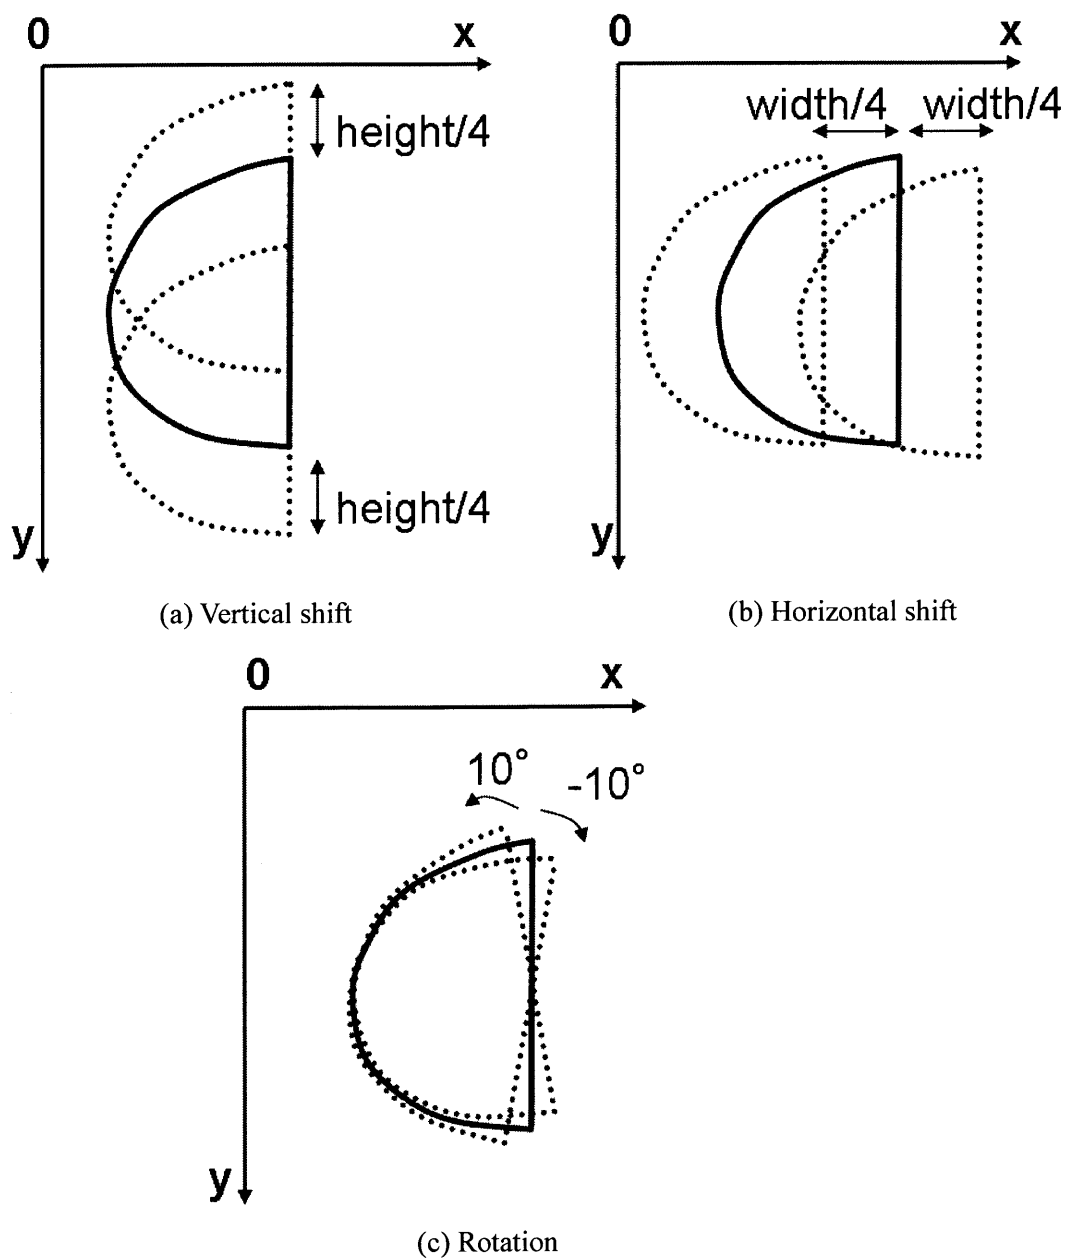 0 x
height/4
height/4
y
(a) Vertical shift
0 x
width/4 width/4
y
(b) Horizontal shift
0 x
10° -10°
y
(c) Rotation